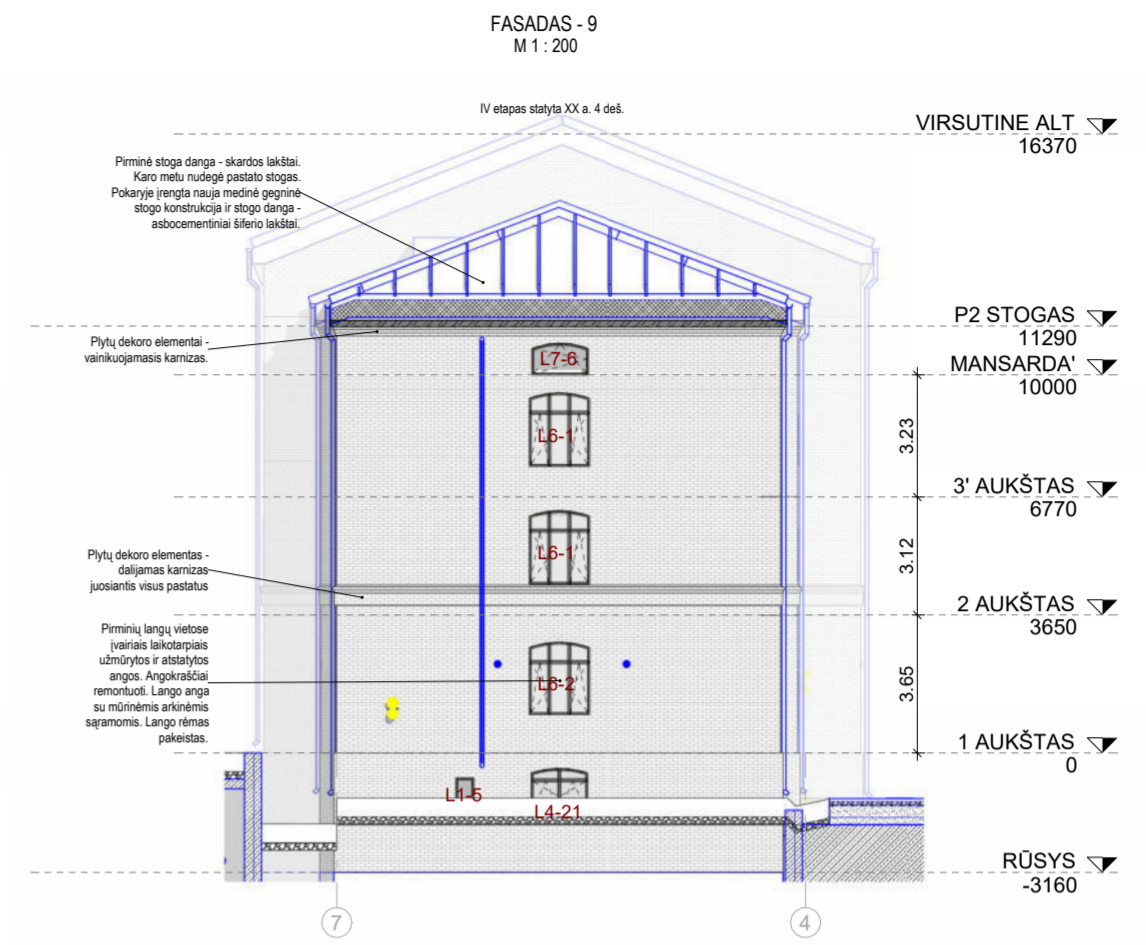 FASADAS - 9
M 1 : 200
IV etapas statyta XX a. 4 deš.
VIRSUTINE ALT
16370
Pirminė stoga danga - skardos lakštai.
Karo metu nudegė pastato stogas.
Pokaryje įrengta nauja medinė gegninė
stogo konstrukcija ir stogo danga -
asbocementiniai šiferio lakštai.
P2 STOGAS
11290
Plytų dekoro elementai -
vainikuojamasis karnizas.
L7-6
MANSARDA'
10000
L6-1
3.23
3' AUKŠTAS
6770
L6-1
3.12
Plytų dekoro elementas -
dalijamas karnizas
juosiantis visus pastatus
2 AUKŠTAS
3650
Pirminių langų vietose
įvairiais laikotarpiais
užmūrytos ir atstatytos
angos. Angokraščiai
remontuoti. Lango anga
su mūrinėmis arkinėmis
sąramomis. Lango rėmas
pakeistas.
L6-2
3.65
1 AUKŠTAS
0
L1-5
L4-21
RŪSYS
-3160
7
4